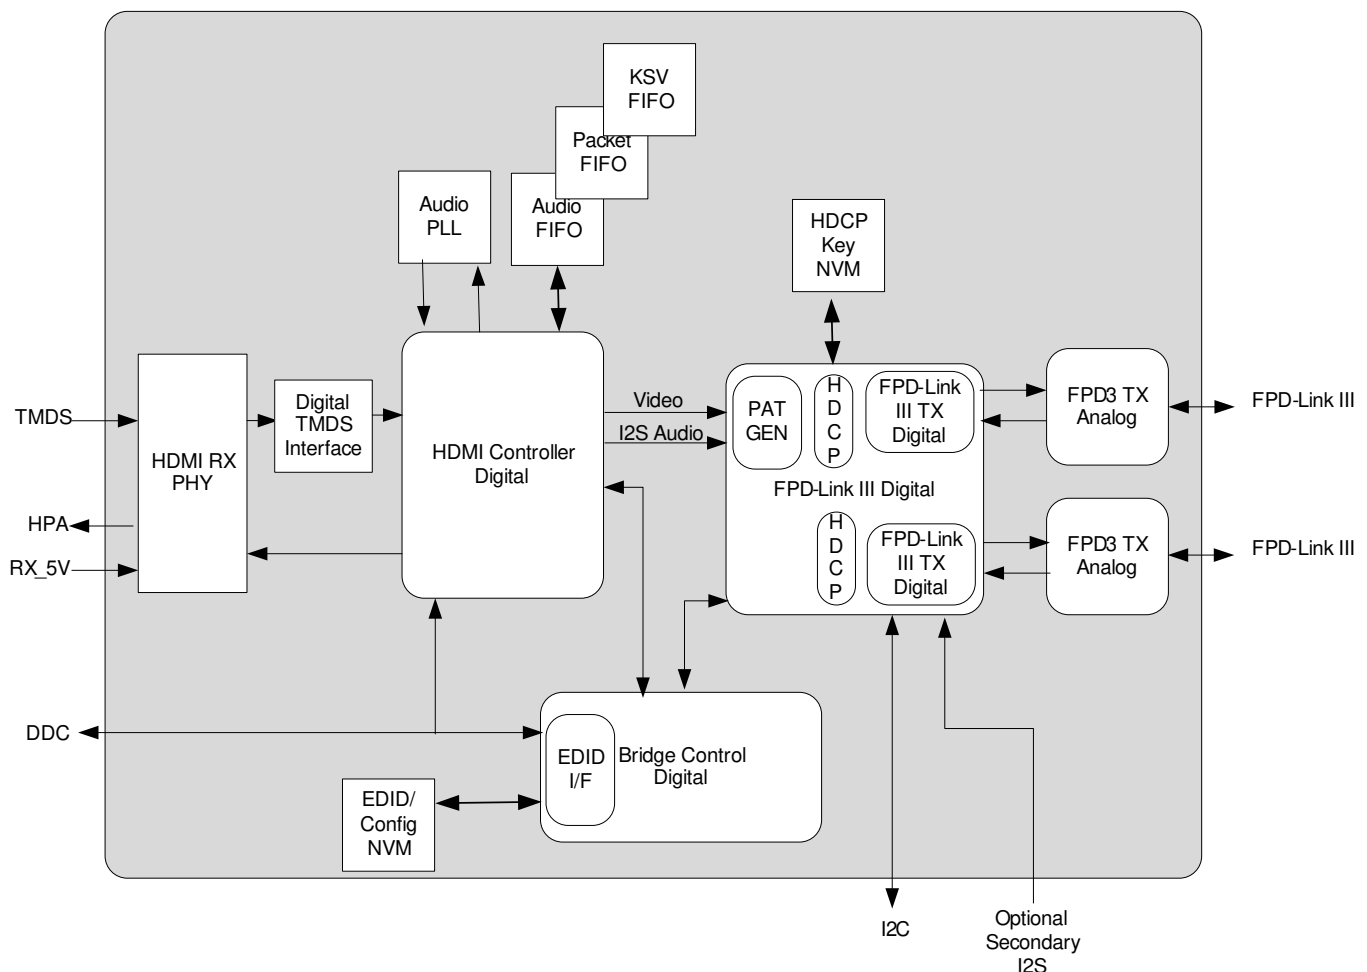 KSV
FIFO
Packet
FIFO
Audio
PLL
Audio
FIFO
HDCP
Key
NVM
TMDS
HPA
RX_5V
HDMI RX
PHY
Digital
TMDS
Interface
HDMI Controller
Digital
Video
I2S Audio
PAT
GEN
H
D
C
P
FPD-Link
III TX
Digital
FPD-Link III Digital
H
D
C
P
FPD-Link
III TX
Digital
FPD3 TX
Analog
FPD-Link III
FPD3 TX
Analog
FPD-Link III
DDC
EDID
I/F
Bridge Control
Digital
EDID/
Config
NVM
I2C
Optional
Secondary
I2S